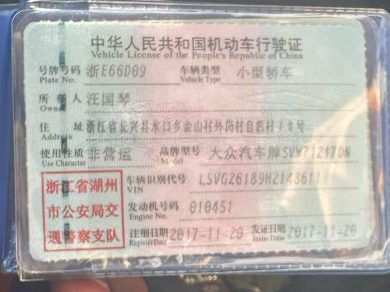 中华人民共和国机动车行驶证
Vehicle License of the People's Republic of China
号牌号码 浙E66D09 车辆类型 小型轿车
Plate No. Vehicle Type
所有人 汪国琴
Owner
住址 浙江省长兴县水口乡金山村外岗村自然村
Address
使用性质 非营运 品牌型号 大众汽车牌SVW71217DN
Use Character Model
浙江省湖州 车辆识别代号 LSVG26189H2148611
VIN
市公安局交 发动机号码 010451
Engine No.
通警察支队 注册日期 2017-11-20 发证日期 2017-11-20
Register Date Issue Date